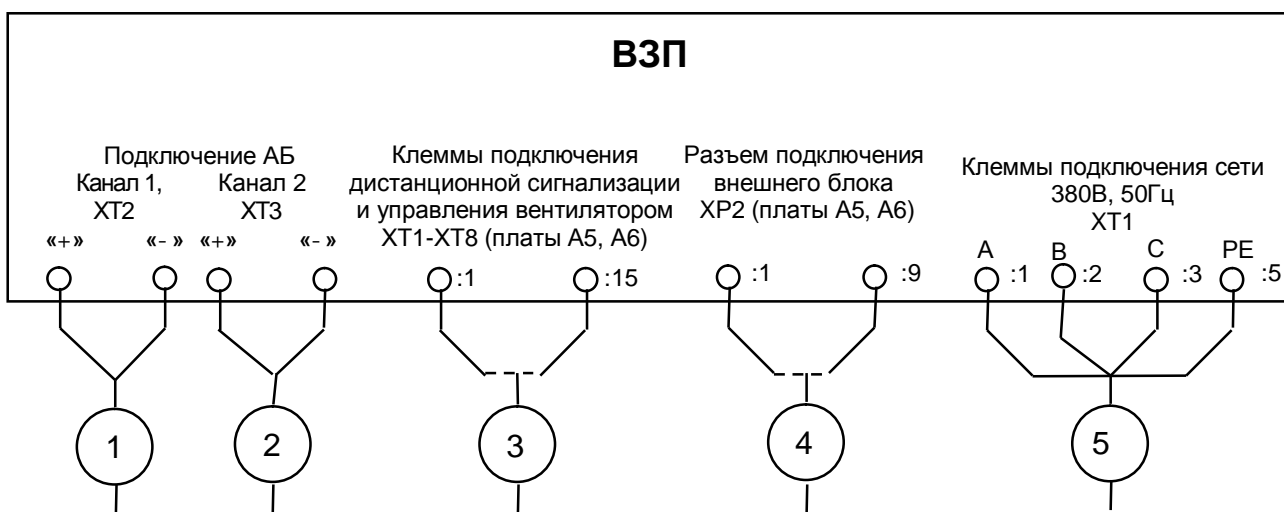 ВЗП
Подключение АБ
Канал 1,
ХТ2
Канал 2
ХТ3
«+»
«- »
«+»
«- »
Клеммы подключения
дистанционной сигнализации
и управления вентилятором
ХТ1-ХТ8 (платы А5, А6)
:1
:15
Разъем подключения
внешнего блока
ХР2 (платы А5, А6)
:1
:9
Клеммы подключения сети
380В, 50Гц
ХТ1
А
:1
В
:2
С
:3
PE
:5
1
2
3
4
5